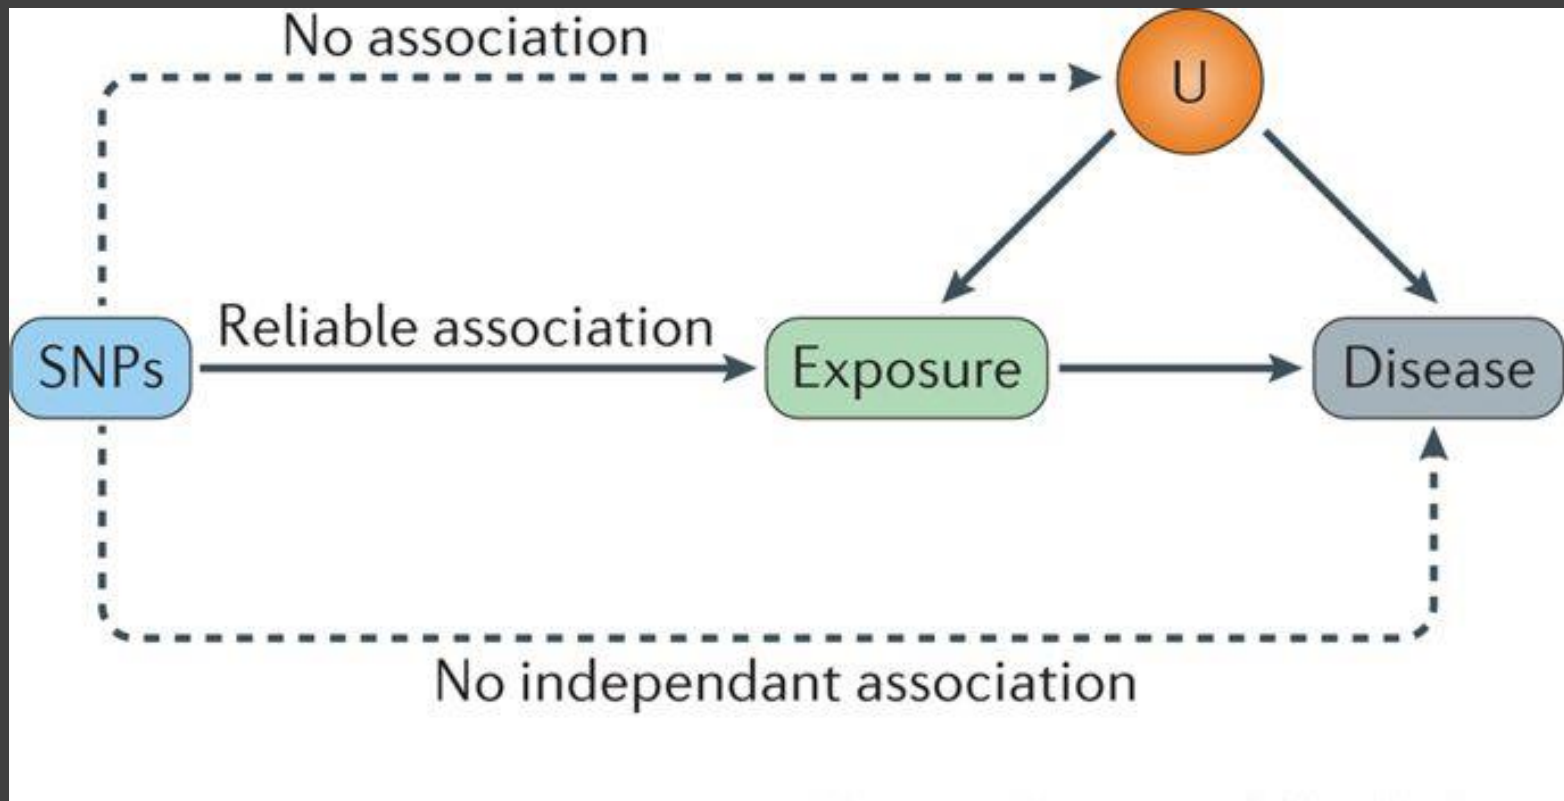 No association
U
Reliable association
SNPs
Exposure
Disease
No independant association